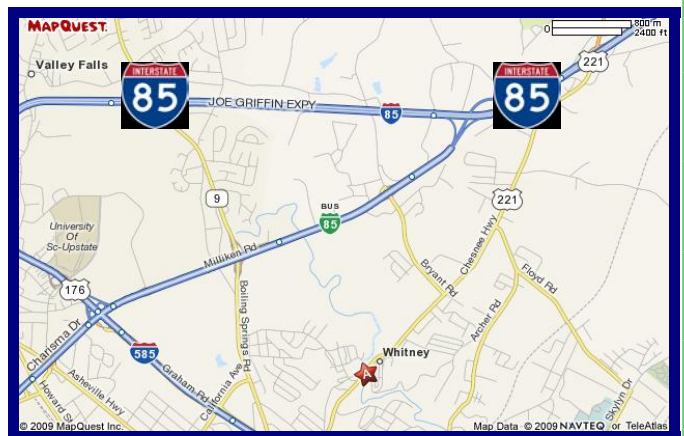 MAPQUEST.
0 800 m
2400 ft
Valley Falls
INTERSTATE
85
INTERSTATE
85
221
JOE GRIFFIN EXPY
85
9
221
BUS
85
University
Of
Sc-Upstate
Milliken Rd
Chesnee Hwy
Bryant Rd
Floyd Rd
176
Boiling Springs Rd
Archer Rd
Charisma Dr
585
Whitney
A
Graham Rd
California Ave
Asheville Hwy
Howard St
Skylyn Dr
© 2009 MapQuest Inc.
Map Data © 2009 NAVTEQ or TeleAtlas